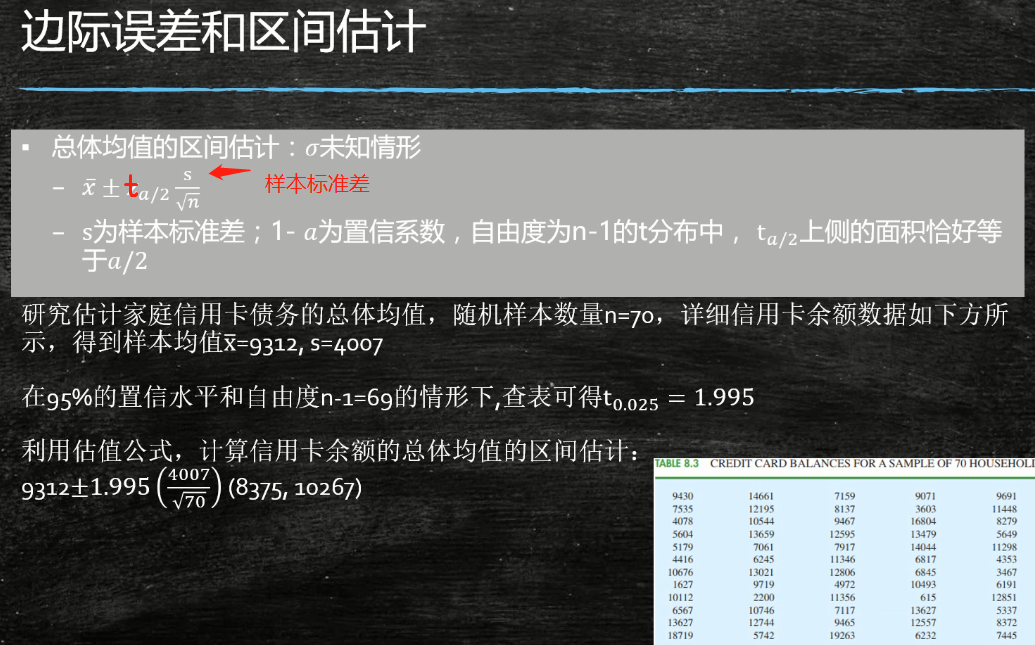 边际误差和区间估计
▪ 总体均值的区间估计：σ未知情形
– x̄ ± t_{a/2} s/√n
样本标准差
– s为样本标准差；1- a为置信系数，自由度为n-1的t分布中， t_{a/2}上侧的面积恰好等
于a/2
研究估计家庭信用卡债务的总体均值，随机样本数量n=70，详细信用卡余额数据如下方所
示，得到样本均值x̄=9312, s=4007
在95%的置信水平和自由度n-1=69的情形下,查表可得t_{0.025} = 1.995
利用估值公式，计算信用卡余额的总体均值的区间估计：
9312±1.995 (4007/√70) (8375, 10267)
TABLE 8.3 CREDIT CARD BALANCES FOR A SAMPLE OF 70 HOUSEHOL
9430 14661 7159 9071 9691
7535 12195 8137 3603 11448
4078 10544 9467 16804 8279
5604 13659 12595 13479 5649
5179 7061 7917 14044 11298
4416 6245 11346 6817 4353
10676 13021 12806 6845 3467
1627 9719 4972 10493 6191
10112 2200 11356 615 12851
6567 10746 7117 13627 5337
13627 12744 9465 12557 8372
18719 5742 19263 6232 7445